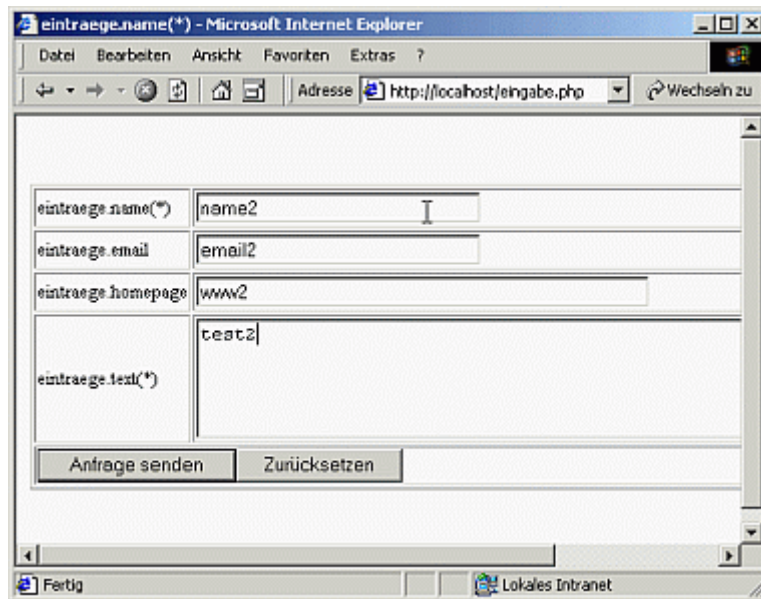 eintraege.name(*) - Microsoft Internet Explorer
Datei Bearbeiten Ansicht Favoriten Extras ?
Adresse http://localhost/eingabe.php Wechseln zu
eintraege.name(*) name2
eintraege.email email2
eintraege.homepage www2
eintraege.text(*) test2
Anfrage senden Zurücksetzen
Fertig Lokales Intranet